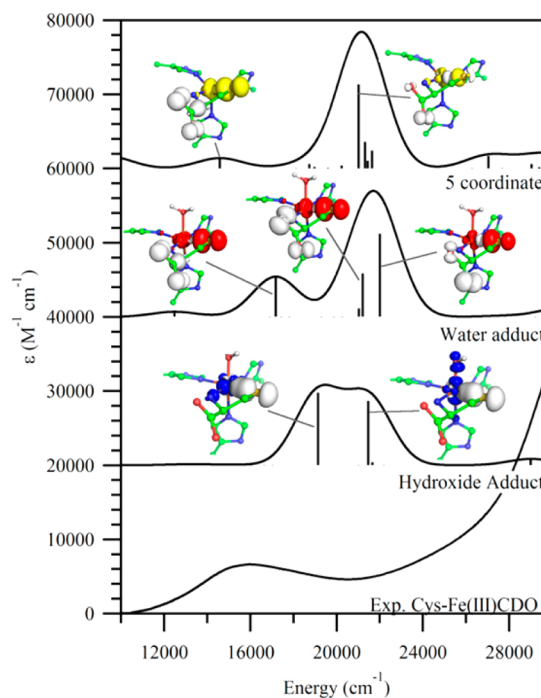 80000
70000
60000
5 coordinate
50000
40000
Water adduct
30000
20000
Hydroxide Adduct
10000
0
Exp. Cys-Fe(III)CDO
ε (M⁻¹ cm⁻¹)
12000 16000 20000 24000 28000
Energy (cm⁻¹)